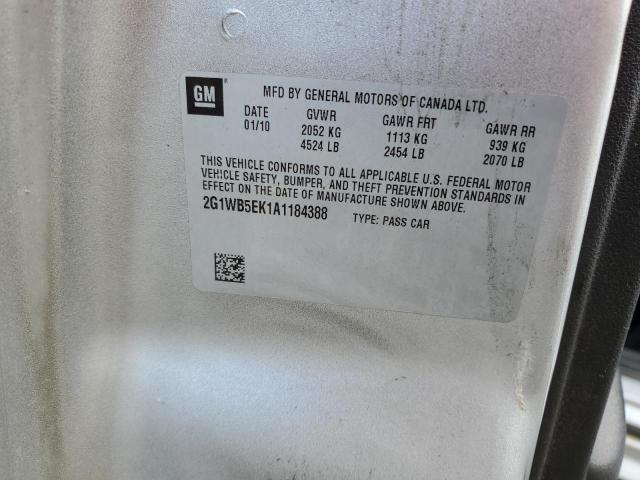 GM
MFD BY GENERAL MOTORS OF CANADA LTD.
DATE GVWR GAWR FRT GAWR RR
01/10 2052 KG 1113 KG 939 KG
4524 LB 2454 LB 2070 LB
THIS VEHICLE CONFORMS TO ALL APPLICABLE U.S. FEDERAL MOTOR
VEHICLE SAFETY, BUMPER, AND THEFT PREVENTION STANDARDS IN
EFFECT ON THE DATE OF MANUFACTURE SHOWN ABOVE.
2G1WB5EK1A1184388 TYPE: PASS CAR